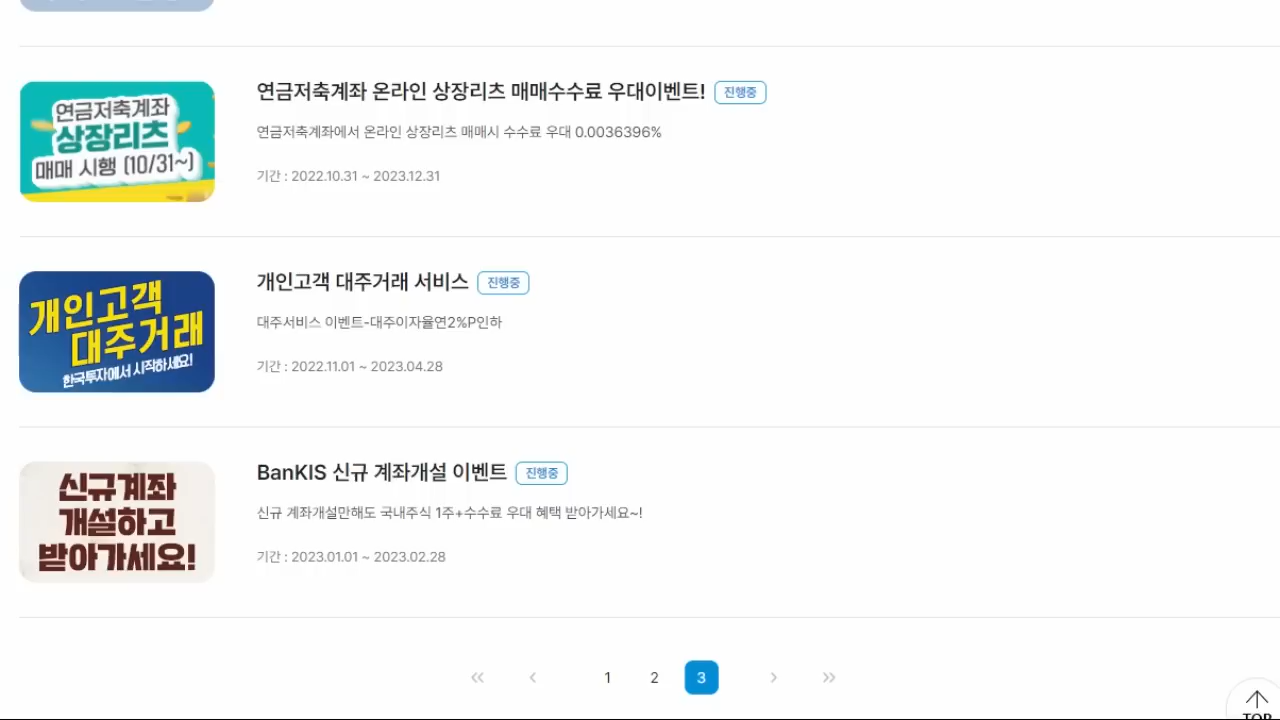 연금저축계좌
상장리츠
매매 시행 (10/31~)
연금저축계좌 온라인 상장리츠 매매수수료 우대이벤트! 진행중
연금저축계좌에서 온라인 상장리츠 매매시 수수료 우대 0.0036396%
기간 : 2022.10.31 ~ 2023.12.31
개인고객
대주거래
한국투자에서 시작하세요!
개인고객 대주거래 서비스 진행중
대주서비스 이벤트-대주이자율연2%P인하
기간 : 2022.11.01 ~ 2023.04.28
신규계좌
개설하고
받아가세요!
BanKIS 신규 계좌개설 이벤트 진행중
신규 계좌개설만해도 국내주식 1주+수수료 우대 혜택 받아가세요~!
기간 : 2023.01.01 ~ 2023.02.28
« ‹ 1 2 3 › »
TOP